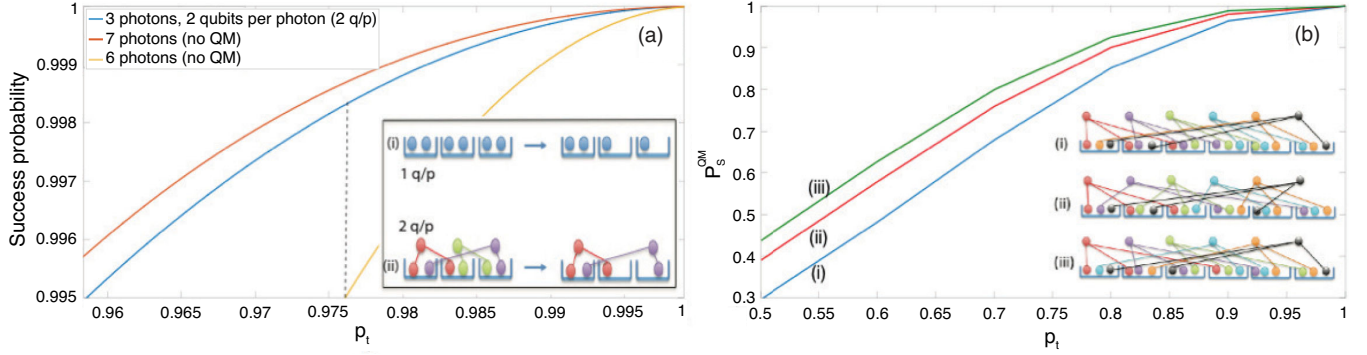 3 photons, 2 qubits per photon (2 q/p)
7 photons (no QM)
6 photons (no QM)
(a)
Success probability
0.999
0.998
0.997
0.996
0.995
(i)
1 q/p
2 q/p
(ii)
0.96
0.965
0.97
0.975
0.98
0.985
0.99
0.995
1
p_t
(b)
P_S^QM
1
0.9
0.8
0.7
0.6
0.5
0.4
0.3
(iii)
(ii)
(i)
(i)
(ii)
(iii)
0.5
0.55
0.6
0.65
0.7
0.75
0.8
0.85
0.9
0.95
1
p_t